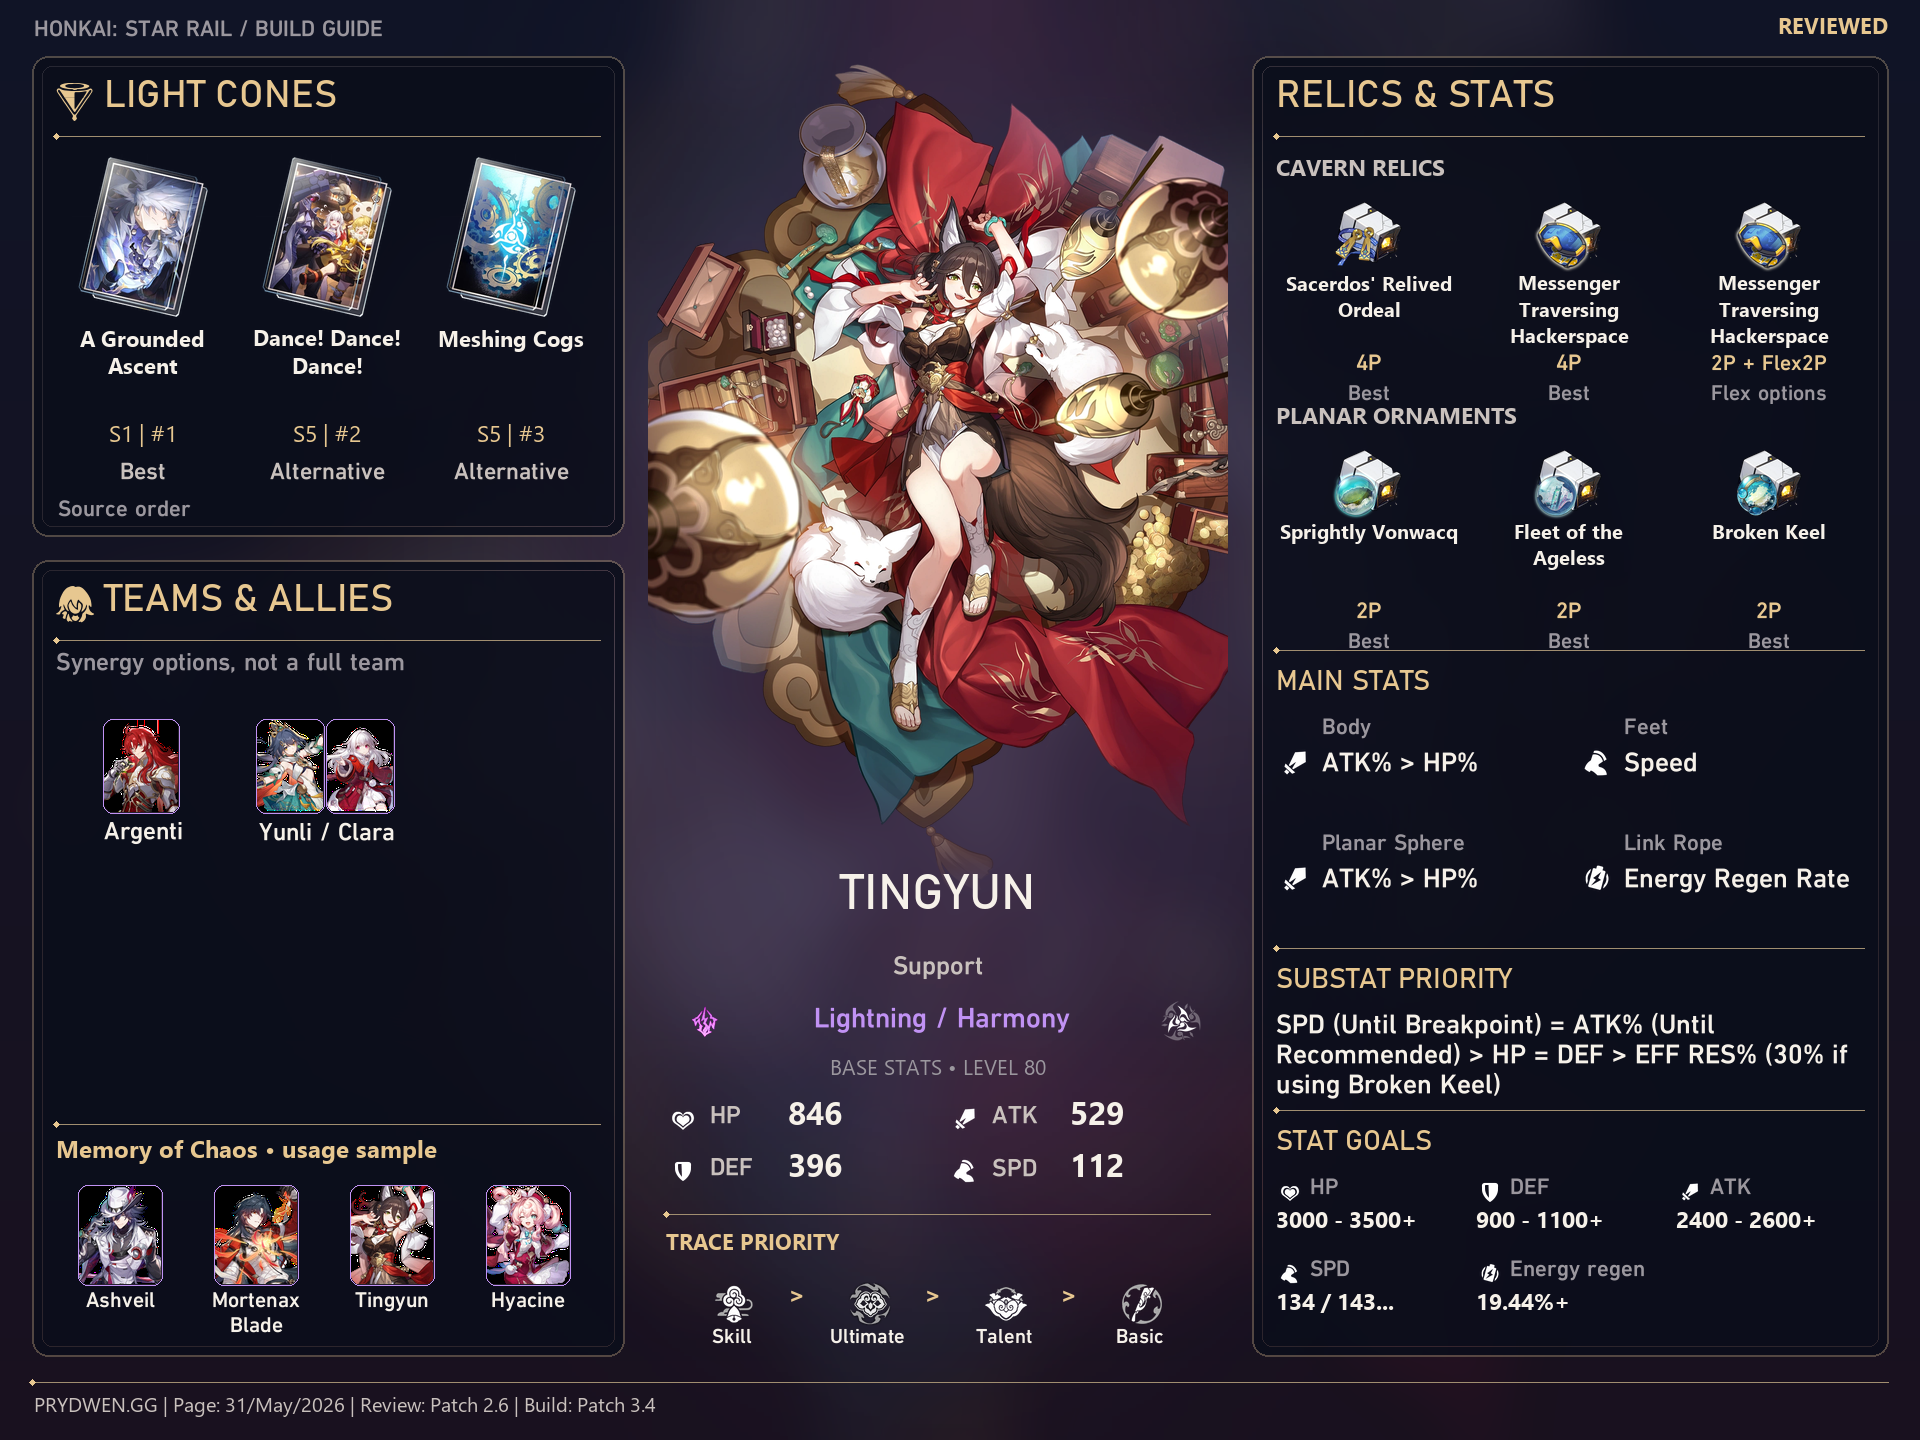 HONKAI: STAR RAIL / BUILD GUIDE
REVIEWED
LIGHT CONES
A Grounded Ascent
S1 | #1
Best
Dance! Dance! Dance!
S5 | #2
Alternative
Meshing Cogs
S5 | #3
Alternative
Source order
TEAMS & ALLIES
Synergy options, not a full team
Argenti
Yunli / Clara
Memory of Chaos • usage sample
Ashveil
Mortenax Blade
Tingyun
Hyacine
TINGYUN
Support
Lightning / Harmony
BASE STATS • LEVEL 80
HP 846
ATK 529
DEF 396
SPD 112
TRACE PRIORITY
Skill > Ultimate > Talent > Basic
RELICS & STATS
CAVERN RELICS
Sacerdos' Relived Ordeal
4P
Best
Messenger Traversing Hackerspace
4P
Best
Messenger Traversing Hackerspace
2P + Flex2P
Flex options
PLANAR ORNAMENTS
Sprightly Vonwacq
2P
Best
Fleet of the Ageless
2P
Best
Broken Keel
2P
Best
MAIN STATS
Body
ATK% > HP%
Feet
Speed
Planar Sphere
ATK% > HP%
Link Rope
Energy Regen Rate
SUBSTAT PRIORITY
SPD (Until Breakpoint) = ATK% (Until
Recommended) > HP = DEF > EFF RES% (30% if
using Broken Keel)
STAT GOALS
HP
3000 - 3500+
DEF
900 - 1100+
ATK
2400 - 2600+
SPD
134 / 143...
Energy regen
19.44%+
PRYDWEN.GG | Page: 31/May/2026 | Review: Patch 2.6 | Build: Patch 3.4